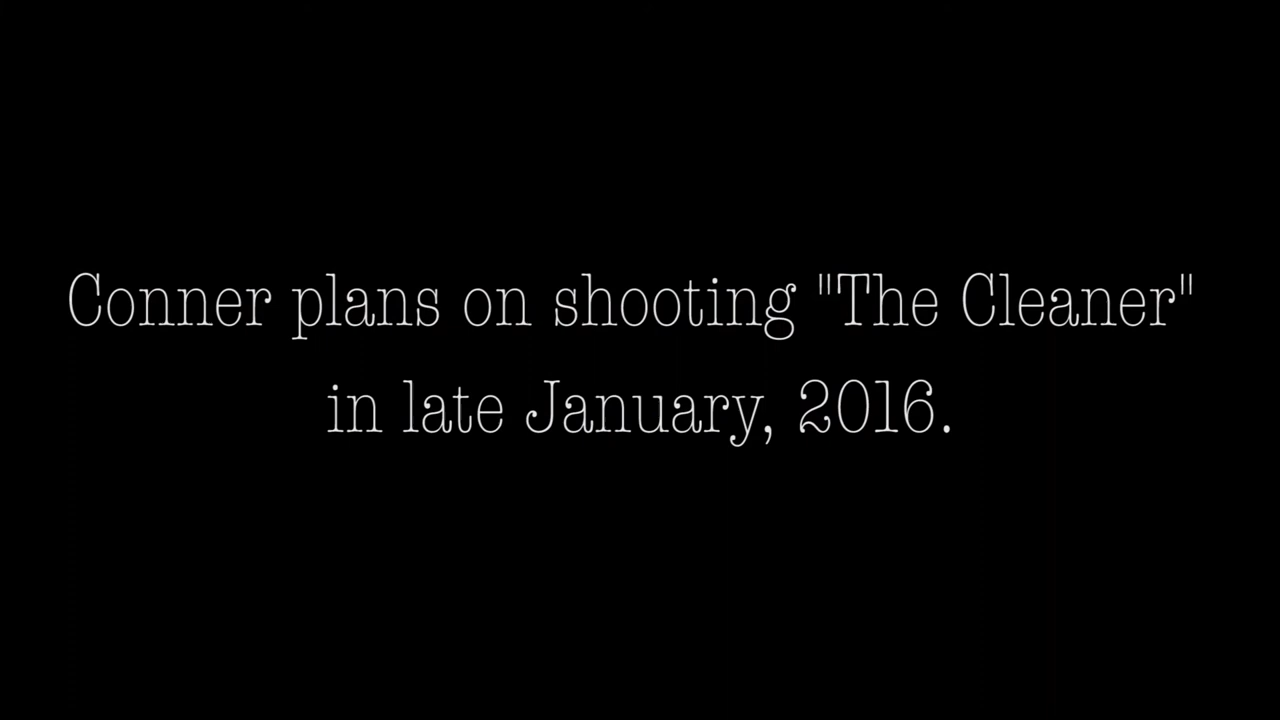 Conner plans on shooting "The Cleaner"
in late January, 2016.